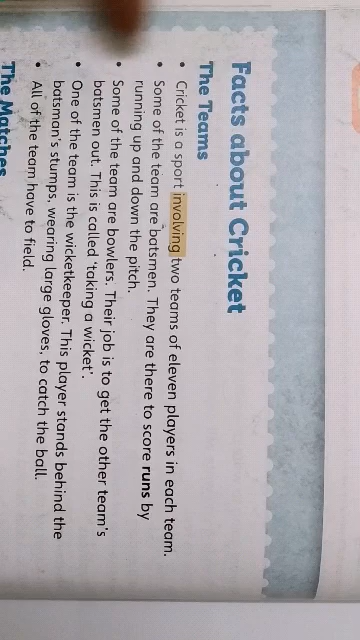 Facts about Cricket
The Teams
• Cricket is a sport involving two teams of eleven players in each team.
• Some of the team are batsmen. They are there to score runs by
running up and down the pitch.
• Some of the team are bowlers. Their job is to get the other team's
batsmen out. This is called 'taking a wicket'.
• One of the team is the wicketkeeper. This player stands behind the
batsman's stumps, wearing large gloves, to catch the ball.
• All of the team have to field.
The Matches